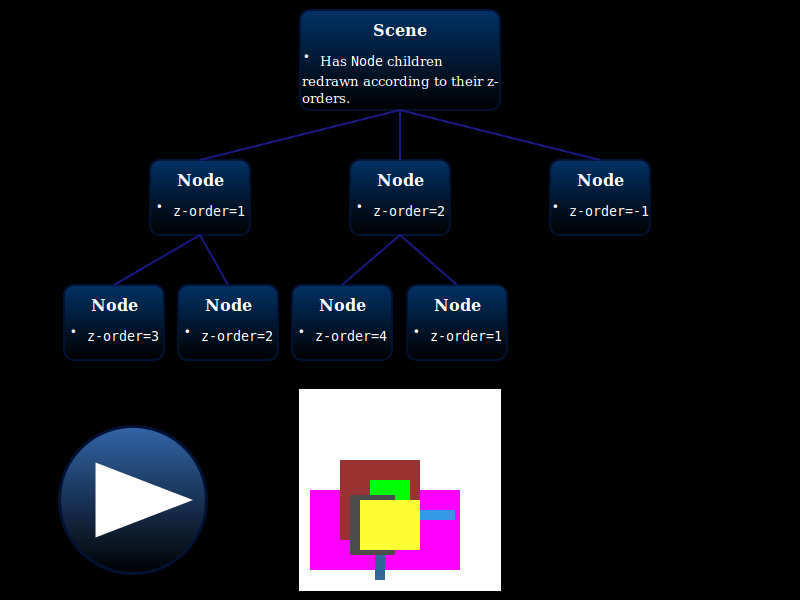 Scene
• Has Node children
redrawn according to their z-
orders.
Node
• z-order=1
Node
• z-order=2
Node
• z-order=-1
Node
• z-order=3
Node
• z-order=2
Node
• z-order=4
Node
• z-order=1